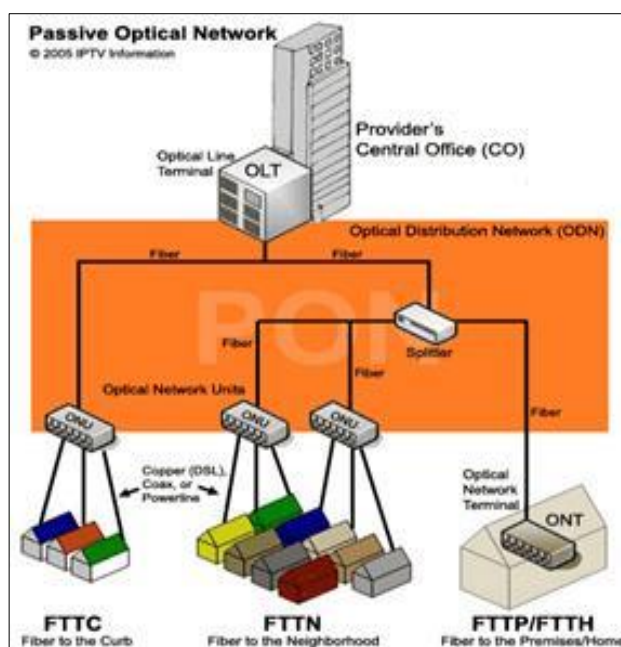 Passive Optical Network
© 2005 IPTV Information
Provider's
Central Office (CO)
Optical Line
Terminal
OLT
Optical Distribution Network (ODN)
Fiber
Fiber
PON
Splitter
Fiber
Fiber
Fiber
Optical Network Units
ONU
ONU
ONU
Copper (DSL),
Coax, or
Powerline
Optical
Network
Terminal
ONT
FTTC
Fiber to the Curb
FTTN
Fiber to the Neighborhood
FTTP/FTTH
Fiber to the Premises/Home